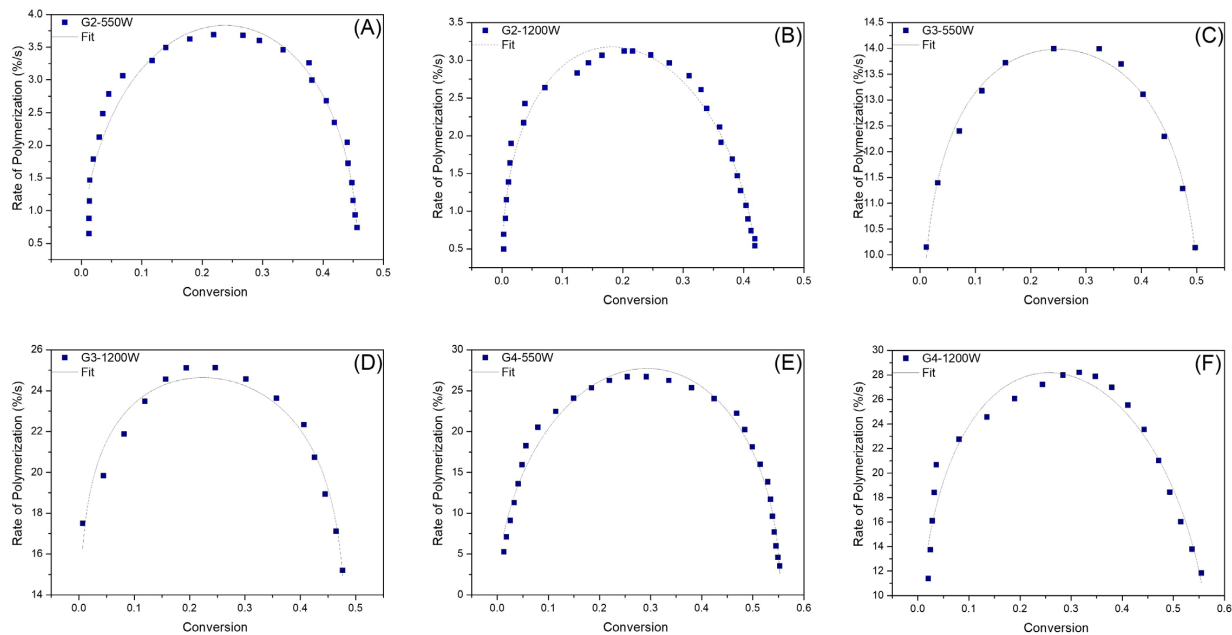 G2-550W
Fit
(A)
Rate of Polymerization (%/s)
4.0
3.5
3.0
2.5
2.0
1.5
1.0
0.5
0.0 0.1 0.2 0.3 0.4 0.5
Conversion
G2-1200W
Fit
(B)
Rate of Polymerization (%/s)
3.5
3.0
2.5
2.0
1.5
1.0
0.5
0.0 0.1 0.2 0.3 0.4 0.5
Conversion
G3-550W
Fit
(C)
Rate of Polymerization (%/s)
14.5
14.0
13.5
13.0
12.5
12.0
11.5
11.0
10.5
10.0
0.0 0.1 0.2 0.3 0.4 0.5
Conversion
G3-1200W
Fit
(D)
Rate of Polymerization (%/s)
26
24
22
20
18
16
14
0.0 0.1 0.2 0.3 0.4 0.5
Conversion
G4-550W
Fit
(E)
Rate of Polymerization (%/s)
30
25
20
15
10
5
0
0.0 0.1 0.2 0.3 0.4 0.5 0.6
Conversion
G4-1200W
Fit
(F)
Rate of Polymerization (%/s)
30
28
26
24
22
20
18
16
14
12
10
0.0 0.1 0.2 0.3 0.4 0.5 0.6
Conversion